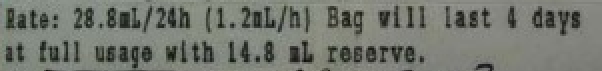 Rate: 28.8mL/24h (1.2mL/h) Bag will last 4 days
at full usage with 14.8 mL reserve.